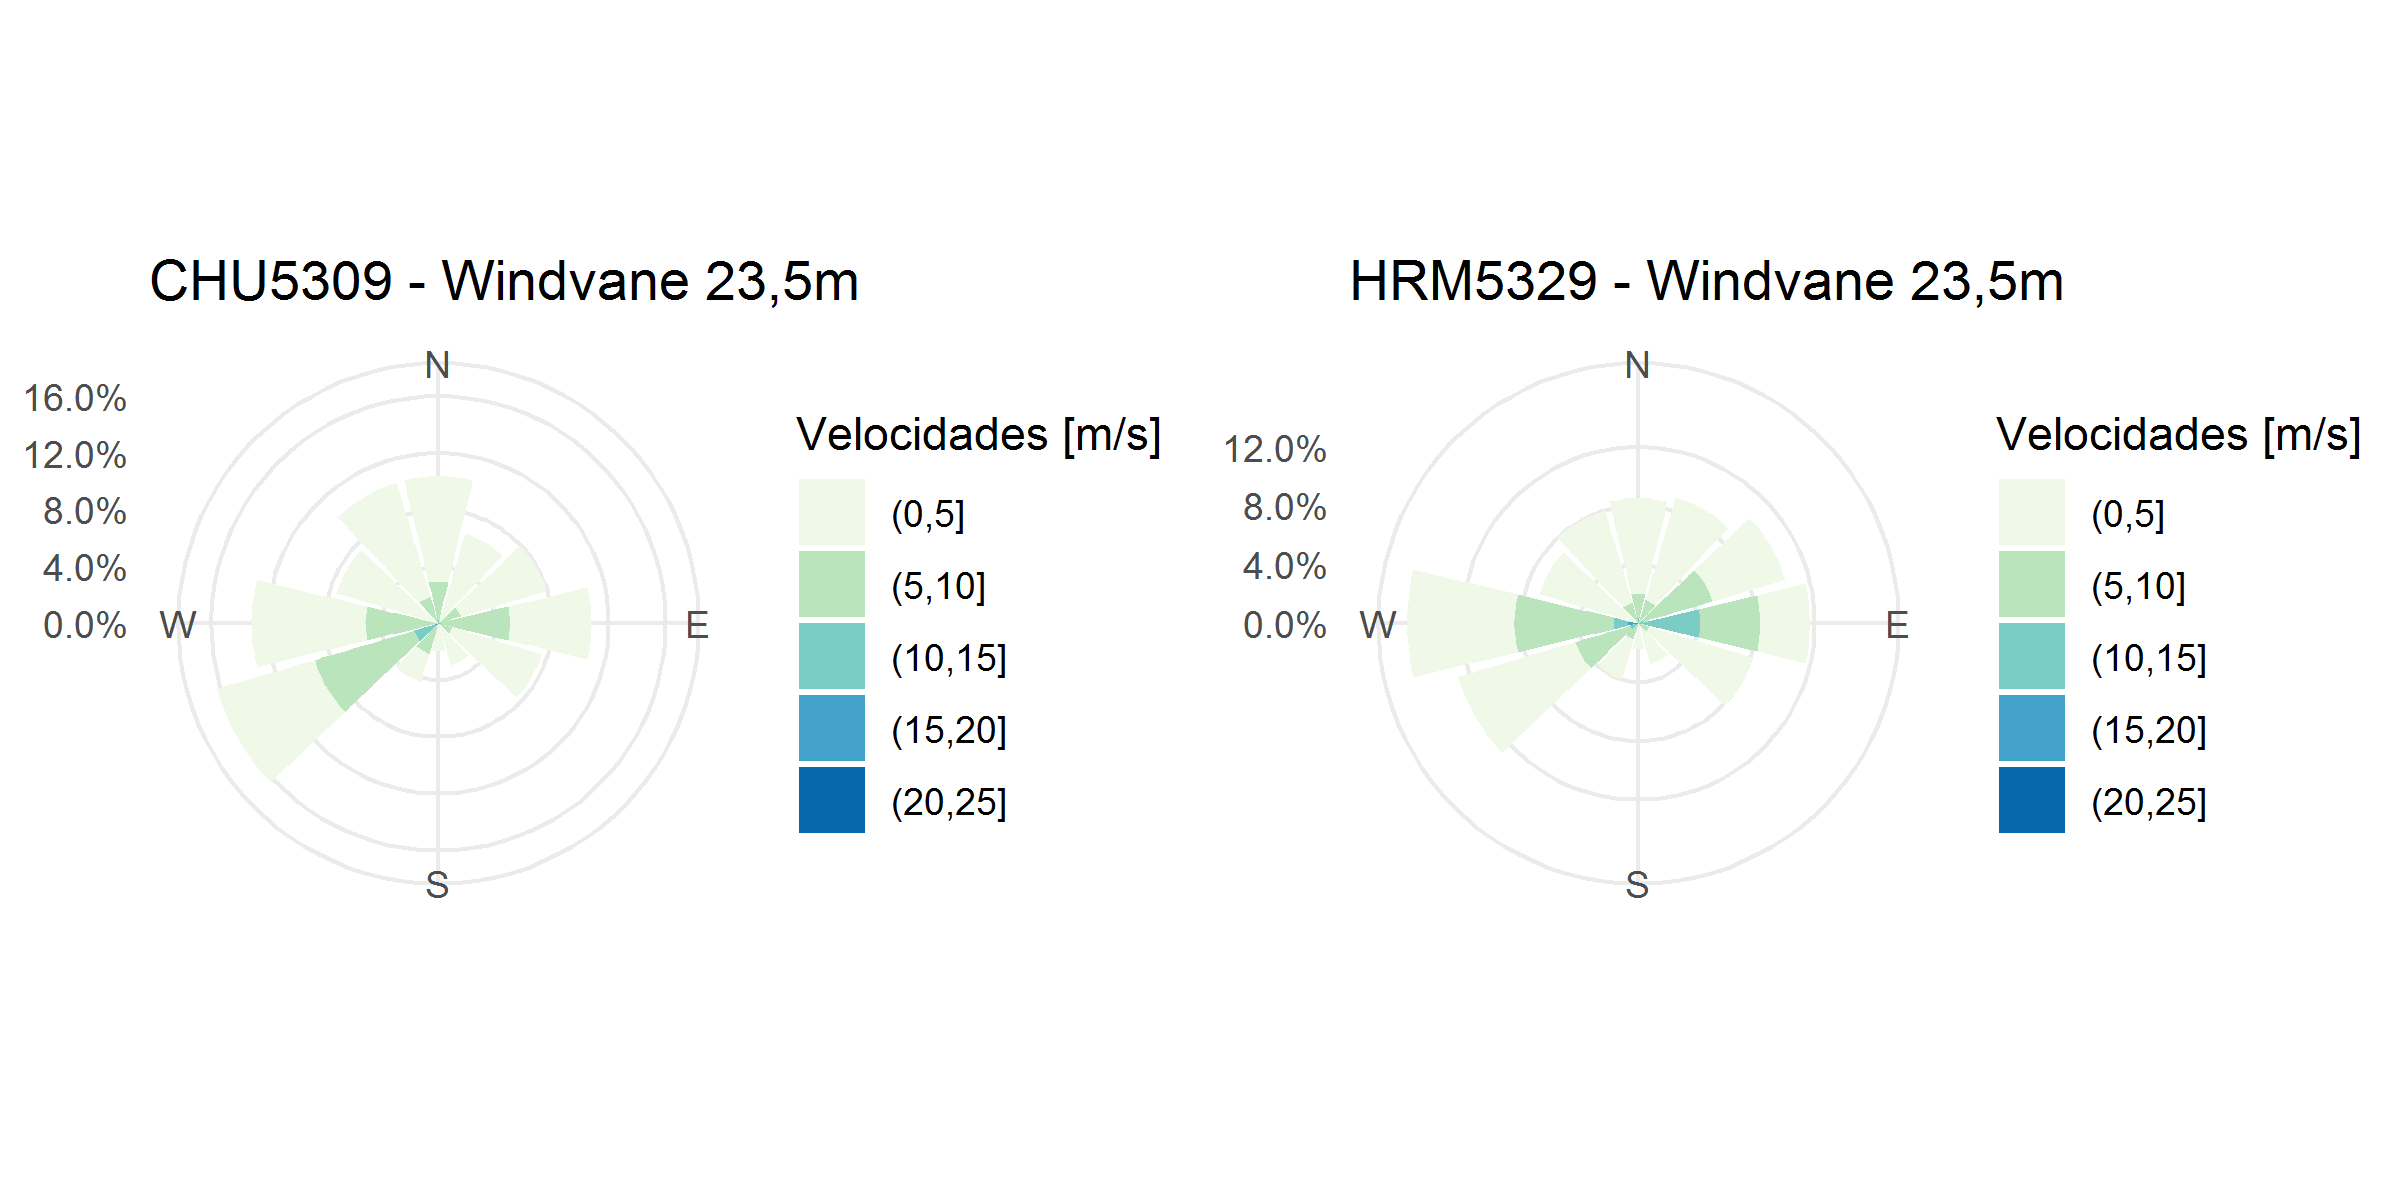 CHU5309 - Windvane 23,5m
N
16.0%
12.0%
8.0%
4.0%
0.0%
W
E
S
Velocidades [m/s]
(0,5]
(5,10]
(10,15]
(15,20]
(20,25]
HRM5329 - Windvane 23,5m
N
12.0%
8.0%
4.0%
0.0%
W
E
S
Velocidades [m/s]
(0,5]
(5,10]
(10,15]
(15,20]
(20,25]